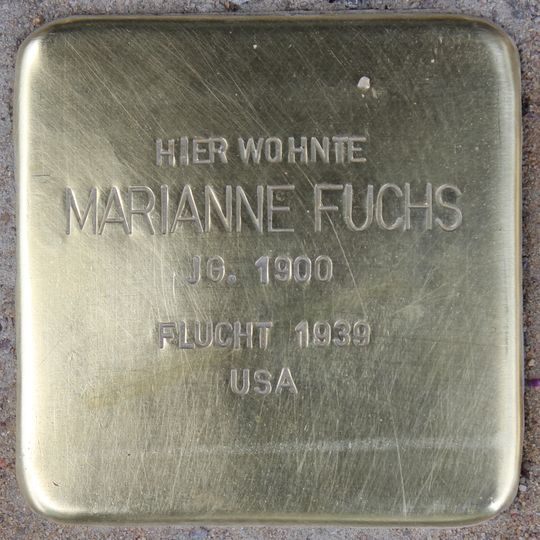 HIER WOHNTE
MARIANNE FUCHS
JG. 1900
FLUCHT 1939
USA